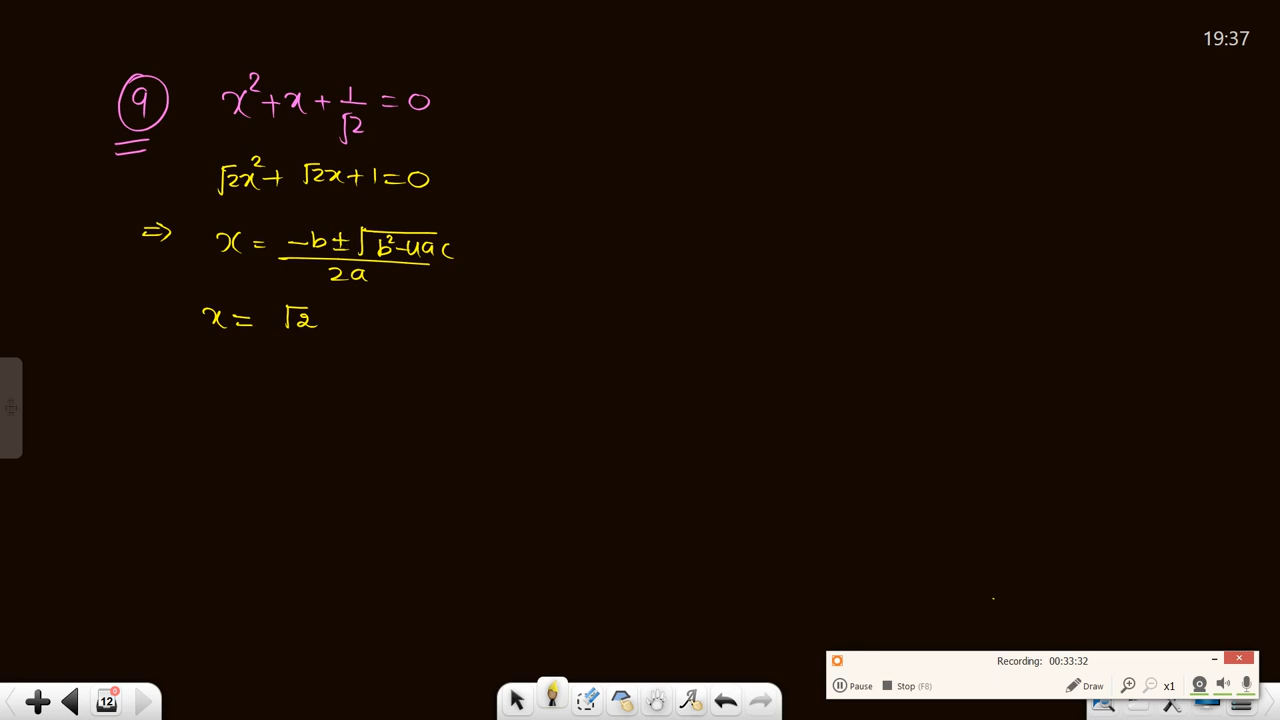 19:37
9 x²+x+1/√2=0
√2x²+ √2x+1=0
⇒ x= -b±√b²-4ac/2a
x= √2
Recording: 00:33:32
Pause Stop (F8) Draw x1
12 0